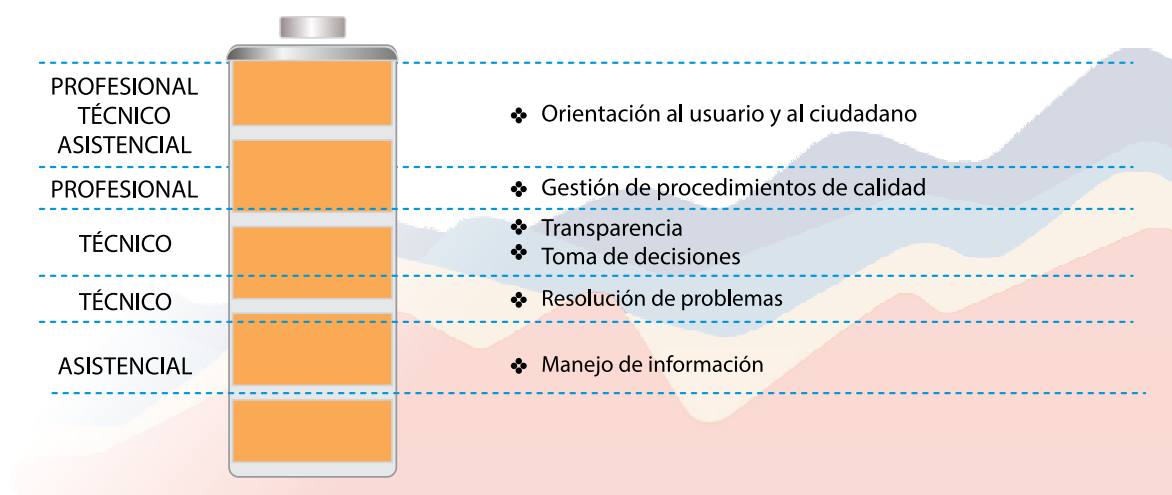 PROFESIONAL
TÉCNICO
ASISTENCIAL
❖ Orientación al usuario y al ciudadano
PROFESIONAL
❖ Gestión de procedimientos de calidad
TÉCNICO
❖ Transparencia
❖ Toma de decisiones
TÉCNICO
❖ Resolución de problemas
ASISTENCIAL
❖ Manejo de información